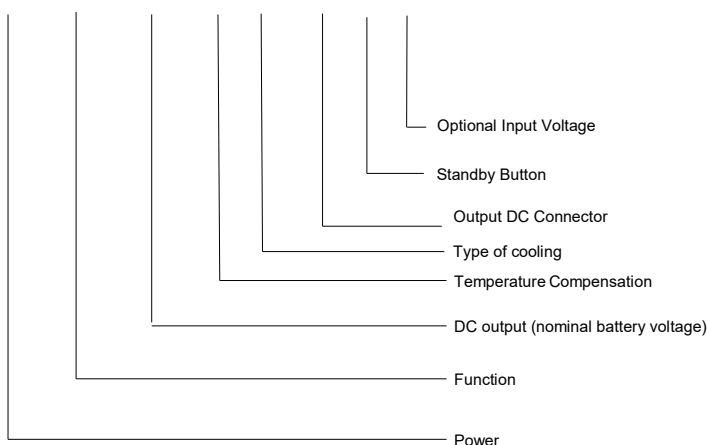 Optional Input Voltage
Standby Button
Output DC Connector
Type of cooling
Temperature Compensation
DC output (nominal battery voltage)
Function
Power